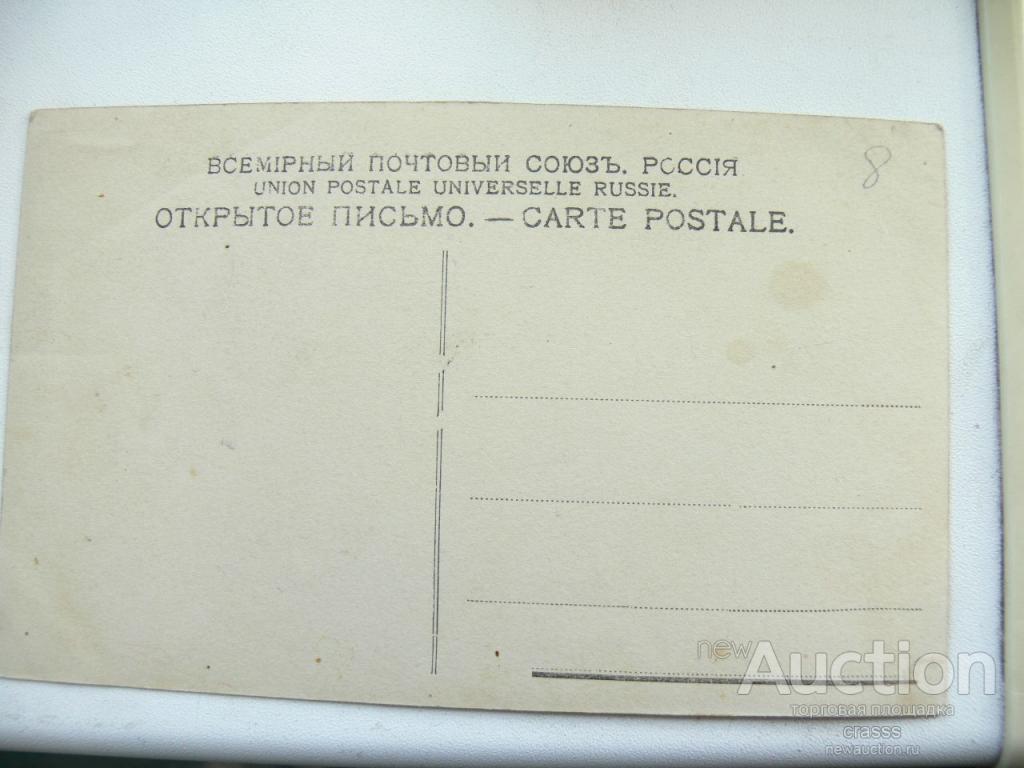 ВСЕМІРНЫЙ ПОЧТОВЫЙ СОЮЗЪ. РОССІЯ
UNION POSTALE UNIVERSELLE RUSSIE.
ОТКРЫТОЕ ПИСЬМО. — CARTE POSTALE.
8
newAuction
торговая площадка
crasss
newauction.ru